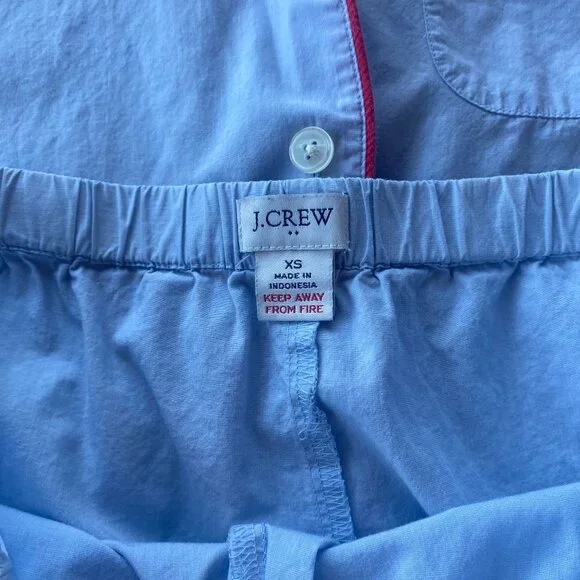 J.CREW
XS
MADE IN
INDONESIA
KEEP AWAY
FROM FIRE